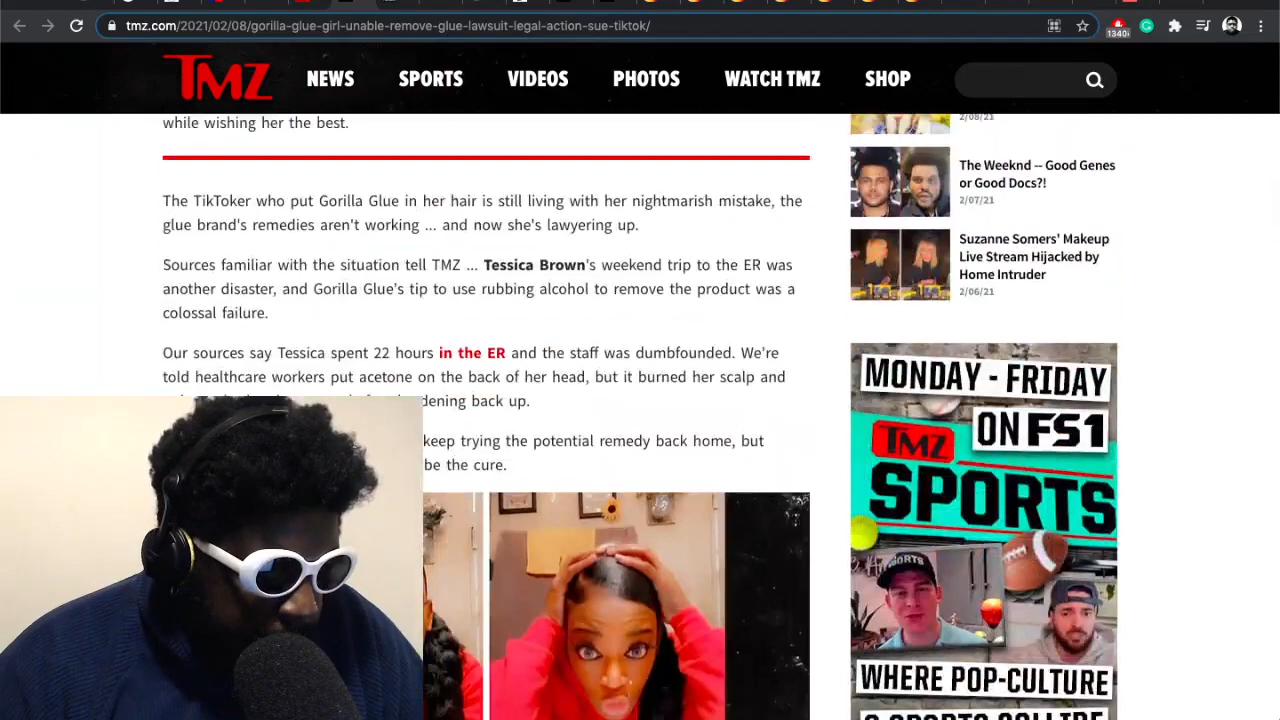 tmz.com/2021/02/08/gorilla-glue-girl-unable-remove-glue-lawsuit-legal-action-sue-tiktok/
1340
TMZ NEWS SPORTS VIDEOS PHOTOS WATCH TMZ SHOP
while wishing her the best.
The TikToker who put Gorilla Glue in her hair is still living with her nightmarish mistake, the
glue brand's remedies aren't working ... and now she's lawyering up.
Sources familiar with the situation tell TMZ ... Tessica Brown's weekend trip to the ER was
another disaster, and Gorilla Glue's tip to use rubbing alcohol to remove the product was a
colossal failure.
Our sources say Tessica spent 22 hours in the ER and the staff was dumbfounded. We're
told healthcare workers put acetone on the back of her head, but it burned her scalp and
dening back up.
keep trying the potential remedy back home, but
be the cure.
2/08/21
The Weeknd -- Good Genes
or Good Docs?!
2/07/21
Suzanne Somers' Makeup
Live Stream Hijacked by
Home Intruder
2/06/21
MONDAY - FRIDAY
ON FS1
TMZ
SPORTS
WHERE POP-CULTURE
& SPORTS COLLIDE